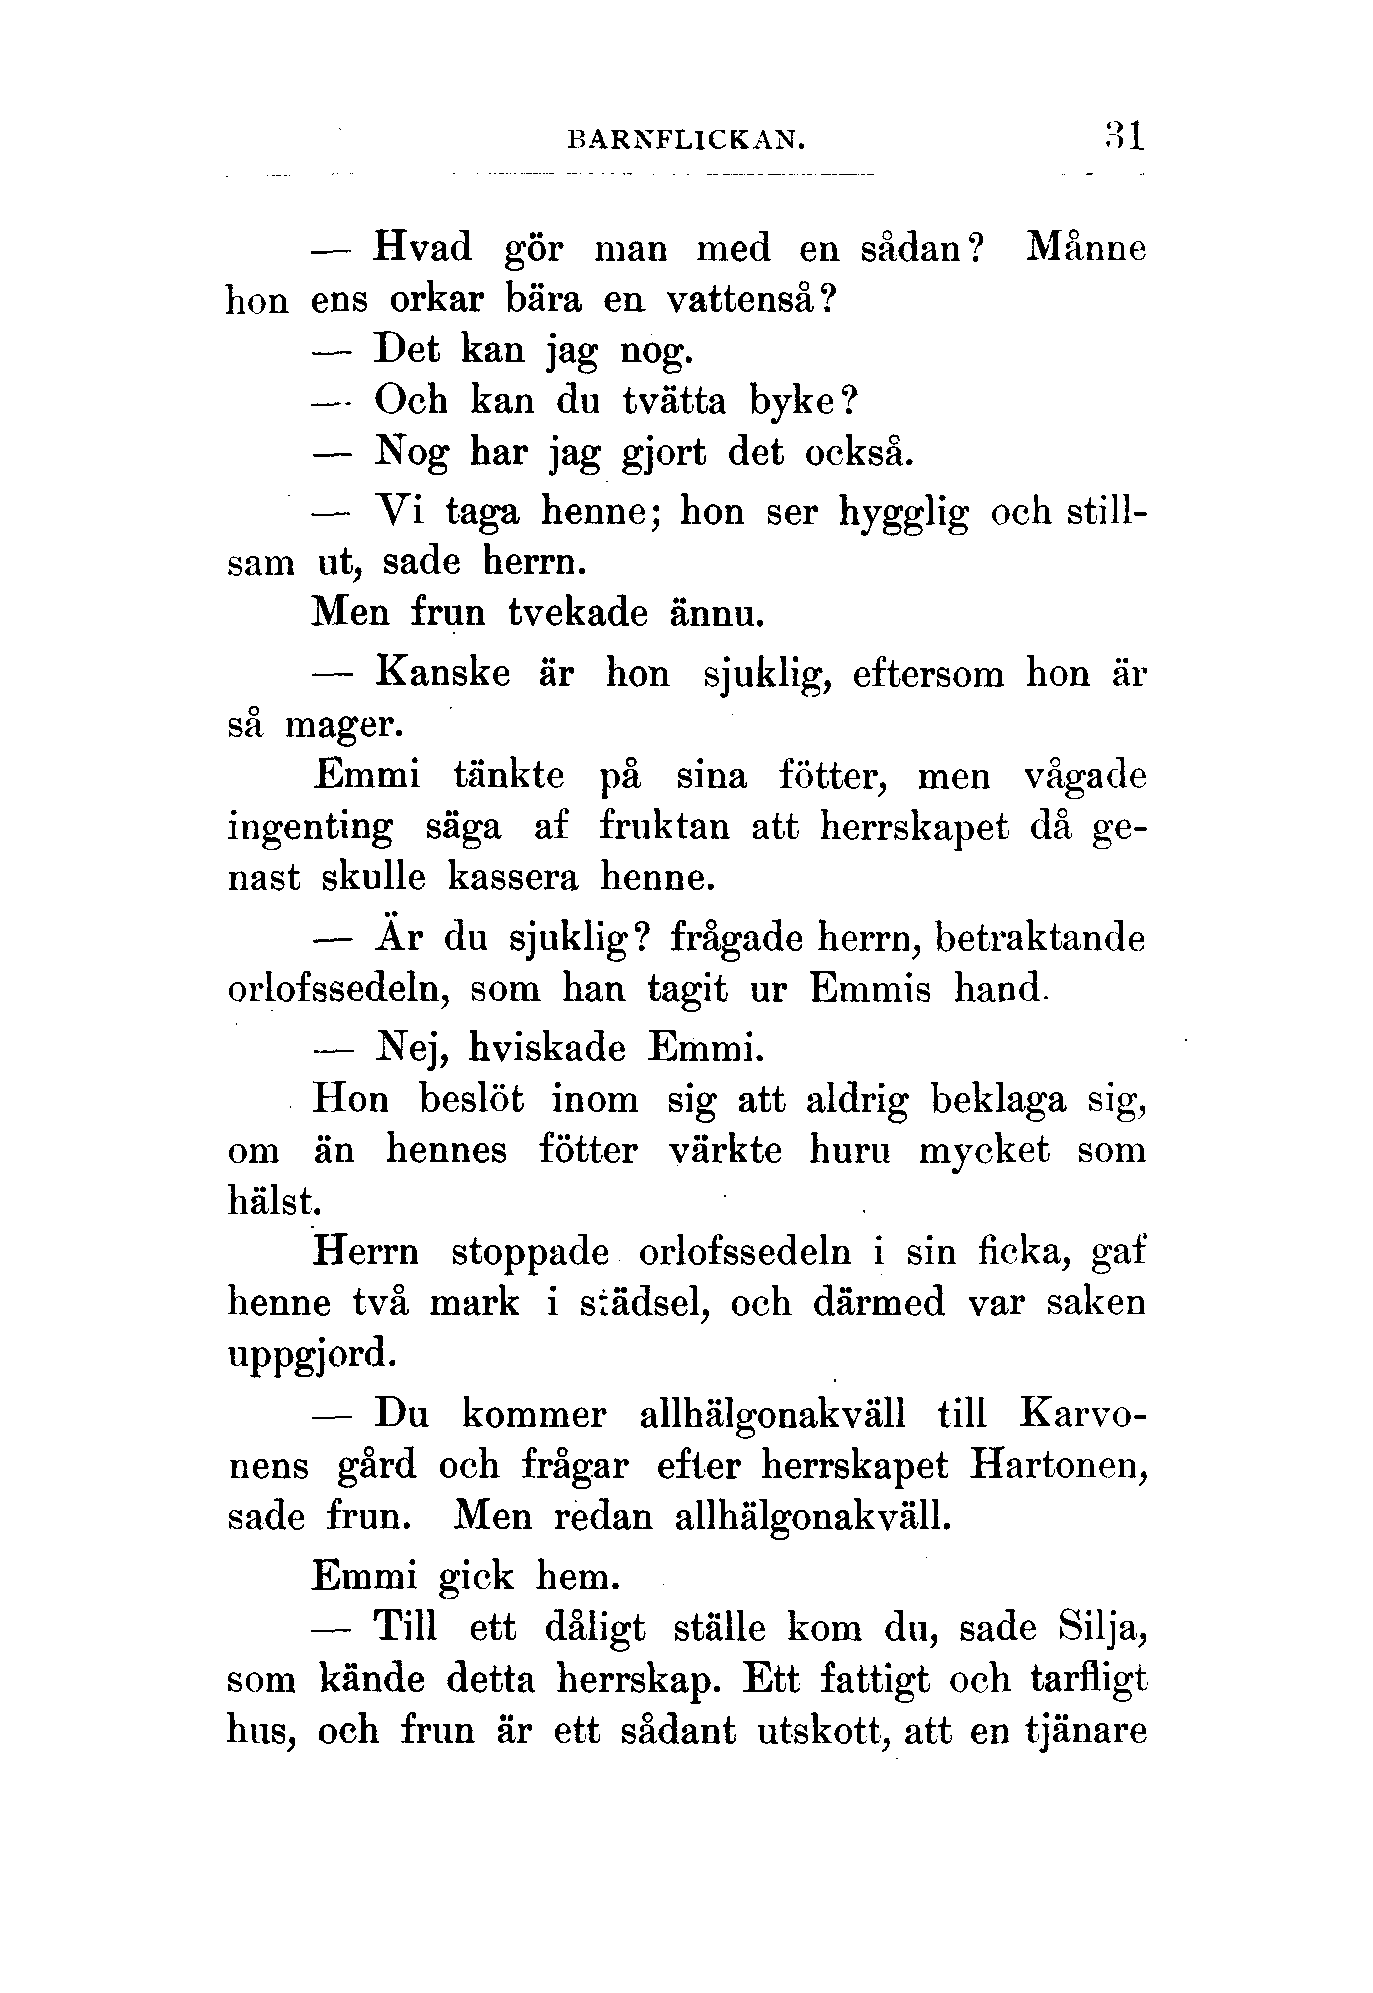 BARNFLICKAN. 31
— Hvad gör man med en sådan? Månne
hon ens orkar bära en vattenså?
— Det kan jag nog.
— Och kan du tvätta byke?
— Nog har jag gjort det också.
— Vi taga henne; hon ser hygglig och still-
sam ut, sade herrn.
Men frun tvekade ännu.
— Kanske är hon sjuklig, eftersom hon är
så mager.
Emmi tänkte på sina fötter, men vågade
ingenting säga af fruktan att herrskapet då ge-
nast skulle kassera henne.
— Är du sjuklig? frågade herrn, betraktande
orlofssedeln, som han tagit ur Emmis hand.
— Nej, hviskade Emmi.
Hon beslöt inom sig att aldrig beklaga sig,
om än hennes fötter värkte huru mycket som
hälst.
Herrn stoppade orlofssedeln i sin ficka, gaf
henne två mark i städsel, och därmed var saken
uppgjord.
— Du kommer allhälgonakväll till Karvo-
nens gård och frågar efter herrskapet Hartonen,
sade frun. Men redan allhälgonakväll.
Emmi gick hem.
— Till ett dåligt ställe kom du, sade Silja,
som kände detta herrskap. Ett fattigt och tarfligt
hus, och frun är ett sådant utskott, att en tjänare